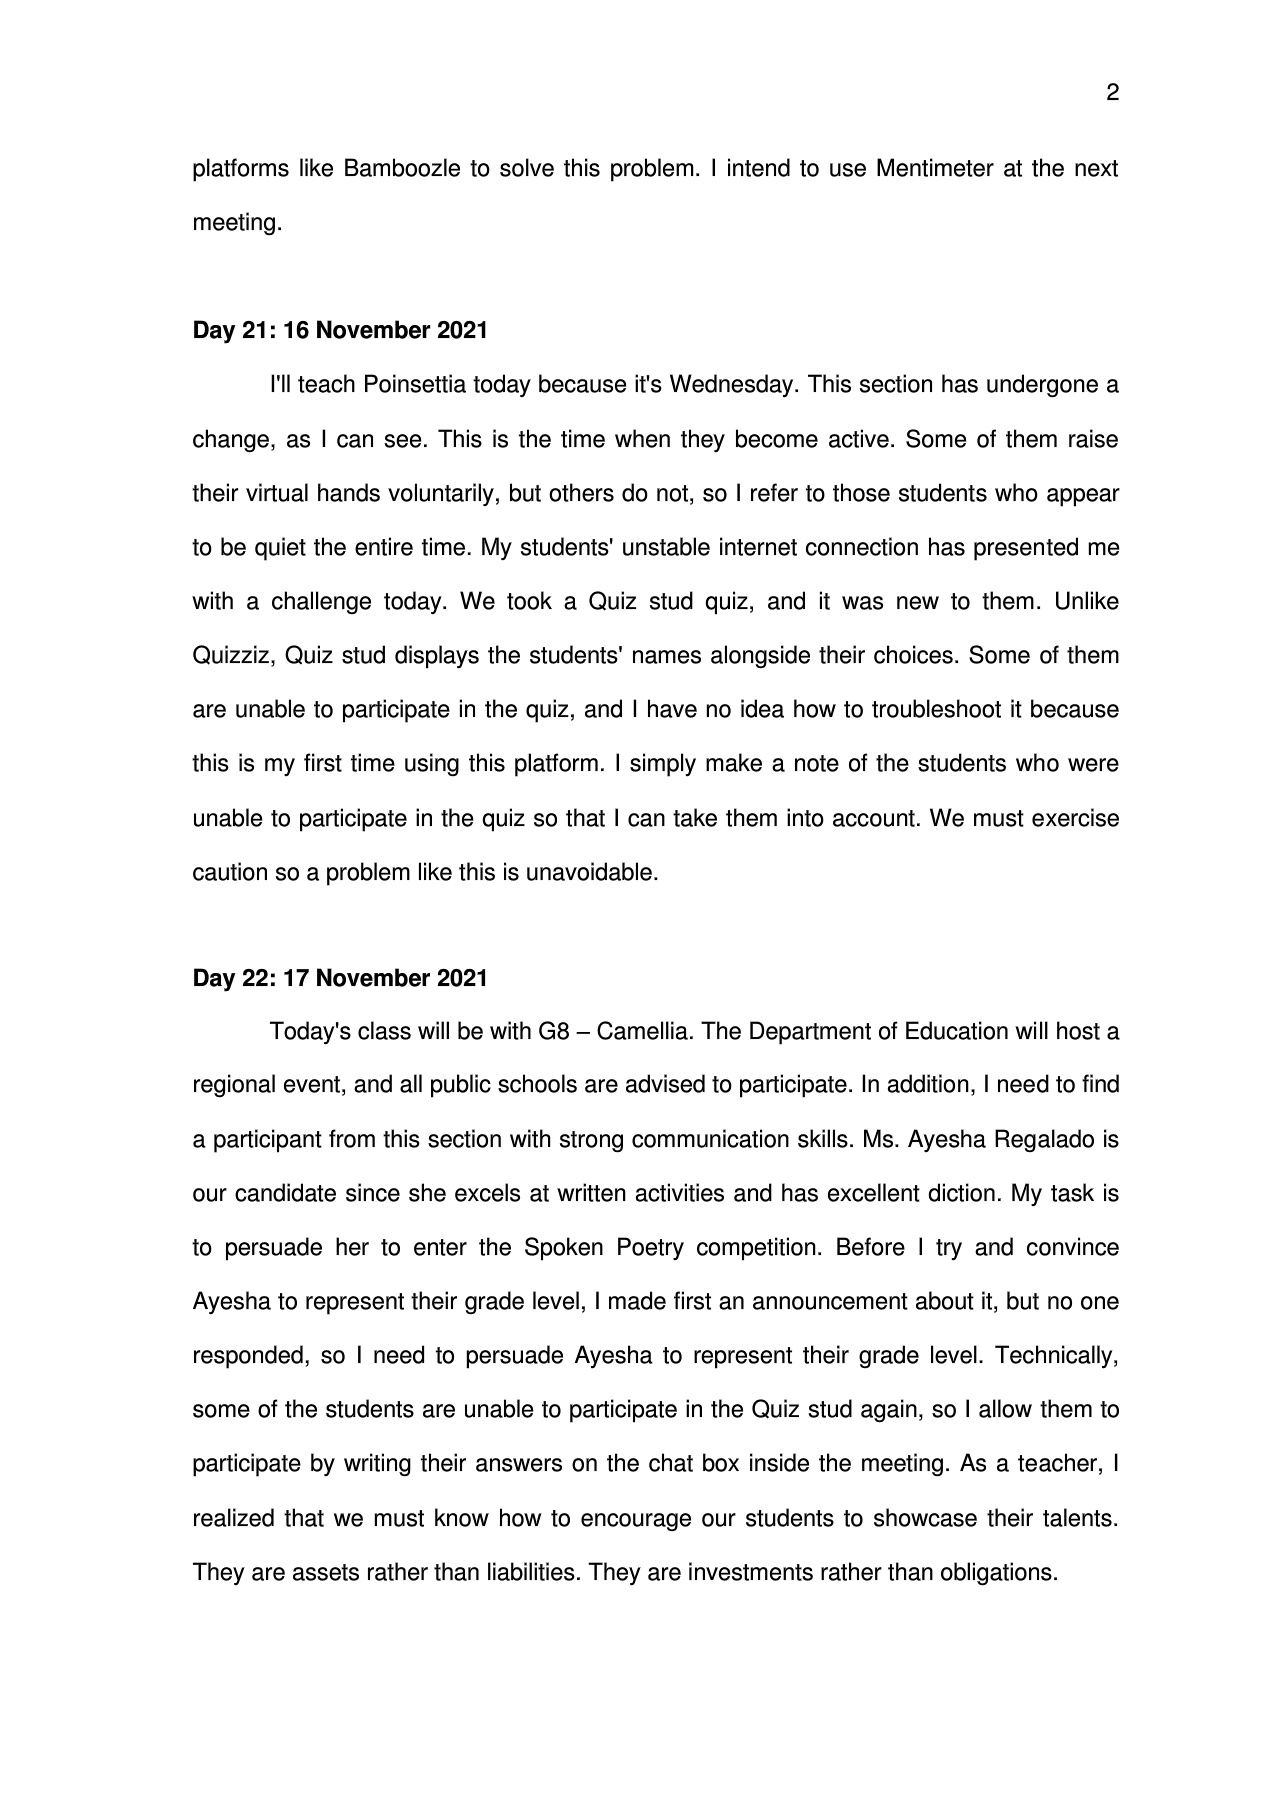 2
platforms like Bamboozle to solve this problem. I intend to use Mentimeter at the next
meeting.
Day 21: 16 November 2021
I'll teach Poinsettia today because it's Wednesday. This section has undergone a
change, as I can see. This is the time when they become active. Some of them raise
their virtual hands voluntarily, but others do not, so I refer to those students who appear
to be quiet the entire time. My students' unstable internet connection has presented me
with a challenge today. We took a Quiz stud quiz, and it was new to them. Unlike
Quizziz, Quiz stud displays the students' names alongside their choices. Some of them
are unable to participate in the quiz, and I have no idea how to troubleshoot it because
this is my first time using this platform. I simply make a note of the students who were
unable to participate in the quiz so that I can take them into account. We must exercise
caution so a problem like this is unavoidable.
Day 22: 17 November 2021
Today's class will be with G8 – Camellia. The Department of Education will host a
regional event, and all public schools are advised to participate. In addition, I need to find
a participant from this section with strong communication skills. Ms. Ayesha Regalado is
our candidate since she excels at written activities and has excellent diction. My task is
to persuade her to enter the Spoken Poetry competition. Before I try and convince
Ayesha to represent their grade level, I made first an announcement about it, but no one
responded, so I need to persuade Ayesha to represent their grade level. Technically,
some of the students are unable to participate in the Quiz stud again, so I allow them to
participate by writing their answers on the chat box inside the meeting. As a teacher, I
realized that we must know how to encourage our students to showcase their talents.
They are assets rather than liabilities. They are investments rather than obligations.